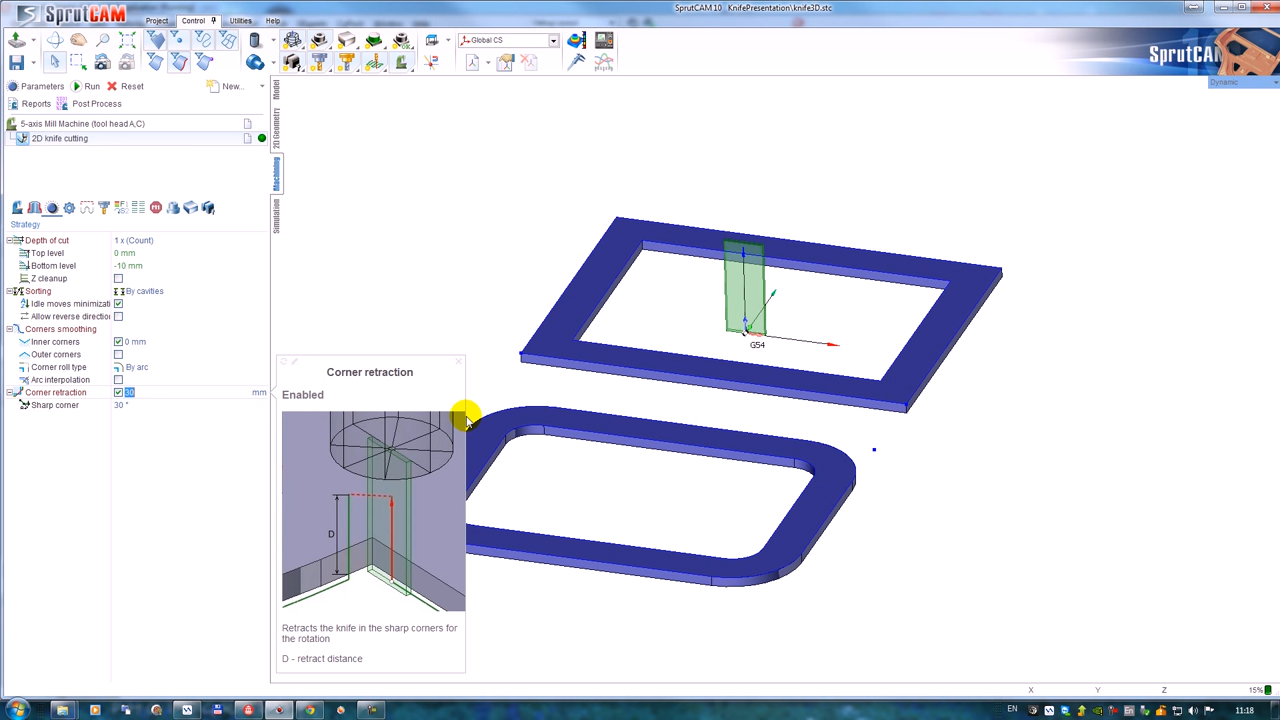 SprutCAM 10 KnifePresentation\knife3D.stc
SprutCAM
Project
Control
Utilities
Help
Global CS
SprutCAM
Dynamic
Parameters
Run
Reset
New...
Reports
Post Process
5-axis Mill Machine (tool head A,C)
2D knife cutting
Model
2D Geometry
Machining
Simulation
Strategy
Depth of cut 1 x (Count)
Top level 0 mm
Bottom level -10 mm
Z cleanup
Sorting By cavities
Idle moves minimizati
Allow reverse directio
Corners smoothing
Inner corners 0 mm
Outer corners
Corner roll type By arc
Arc interpolation
Corner retraction 30 mm
Sharp corner 30 °
Corner retraction
Enabled
D
Retracts the knife in the sharp corners for
the rotation
D - retract distance
G54
X Y Z 15%
EN 11:18